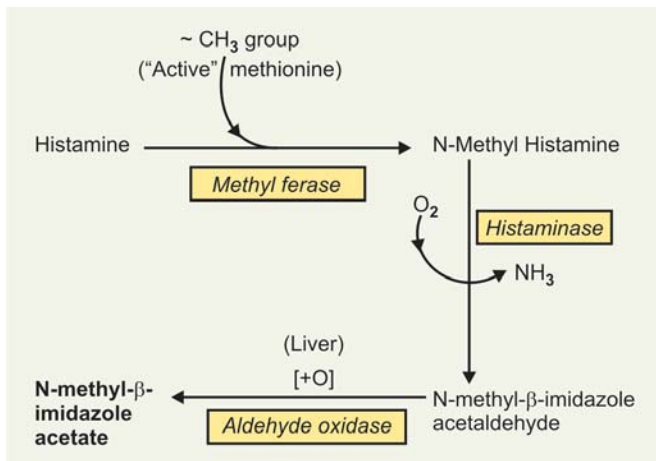 ~ CH₃ group
("Active" methionine)
Histamine
N-Methyl Histamine
Methyl ferase
O₂
Histaminase
NH₃
(Liver)
[+O]
N-methyl-β-
imidazole
acetate
Aldehyde oxidase
N-methyl-β-imidazole
acetaldehyde